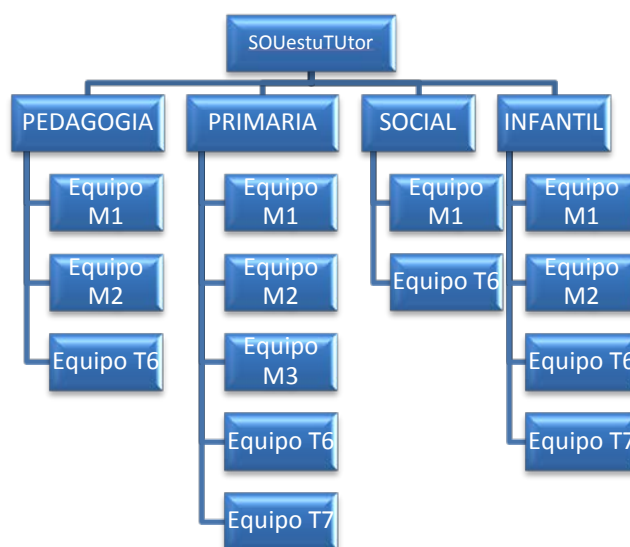 SOUestuTUtor
PEDAGOGIA
Equipo
M1
Equipo
M2
Equipo T6
PRIMARIA
Equipo
M1
Equipo
M2
Equipo
M3
Equipo T6
Equipo T7
SOCIAL
Equipo
M1
Equipo T6
INFANTIL
Equipo
M1
Equipo
M2
Equipo T6
Equipo T7